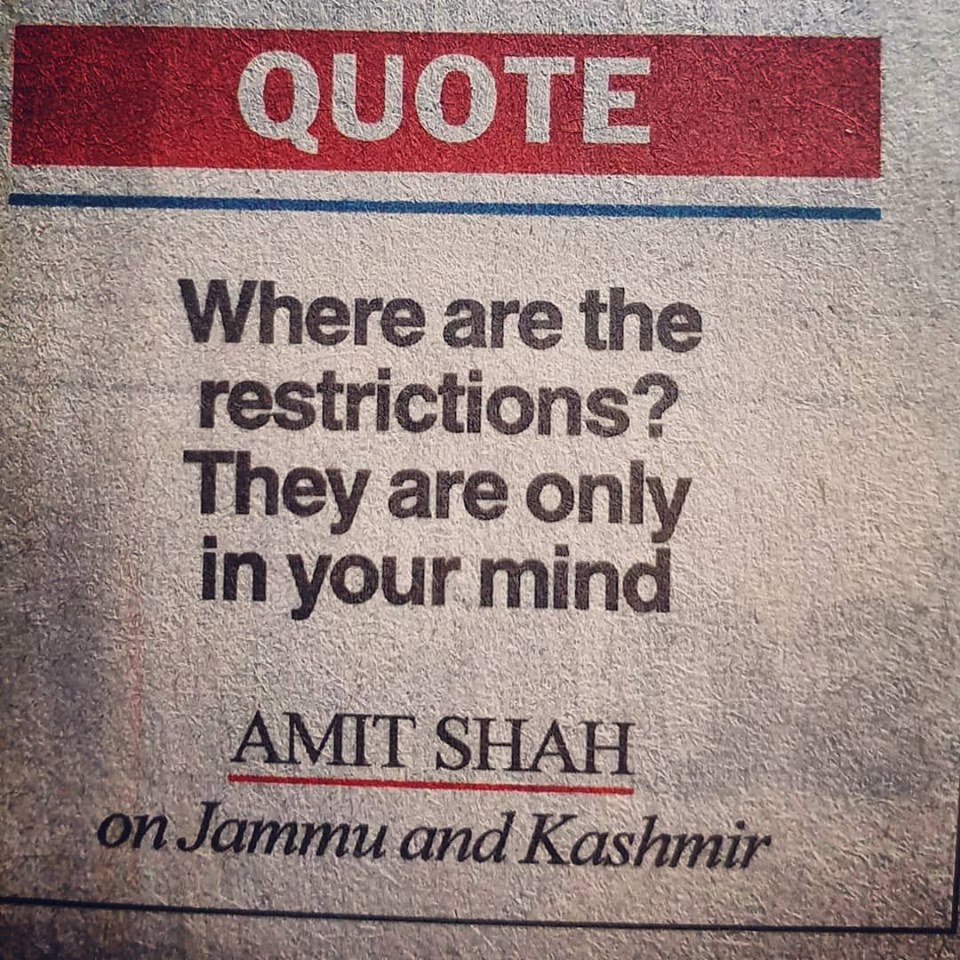 QUOTE
Where are the
restrictions?
They are only
in your mind
AMIT SHAH
on Jammu and Kashmir